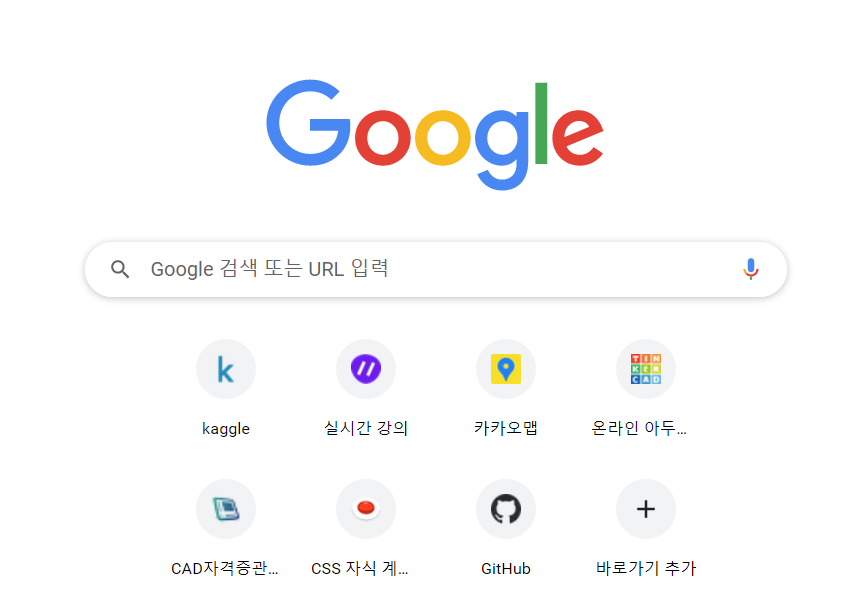 Google
Google 검색 또는 URL 입력
k
TIN
KER
CAD
kaggle
실시간 강의
카카오맵
온라인 아두...
CAD자격증관...
CSS 자식 계...
GitHub
바로가기 추가